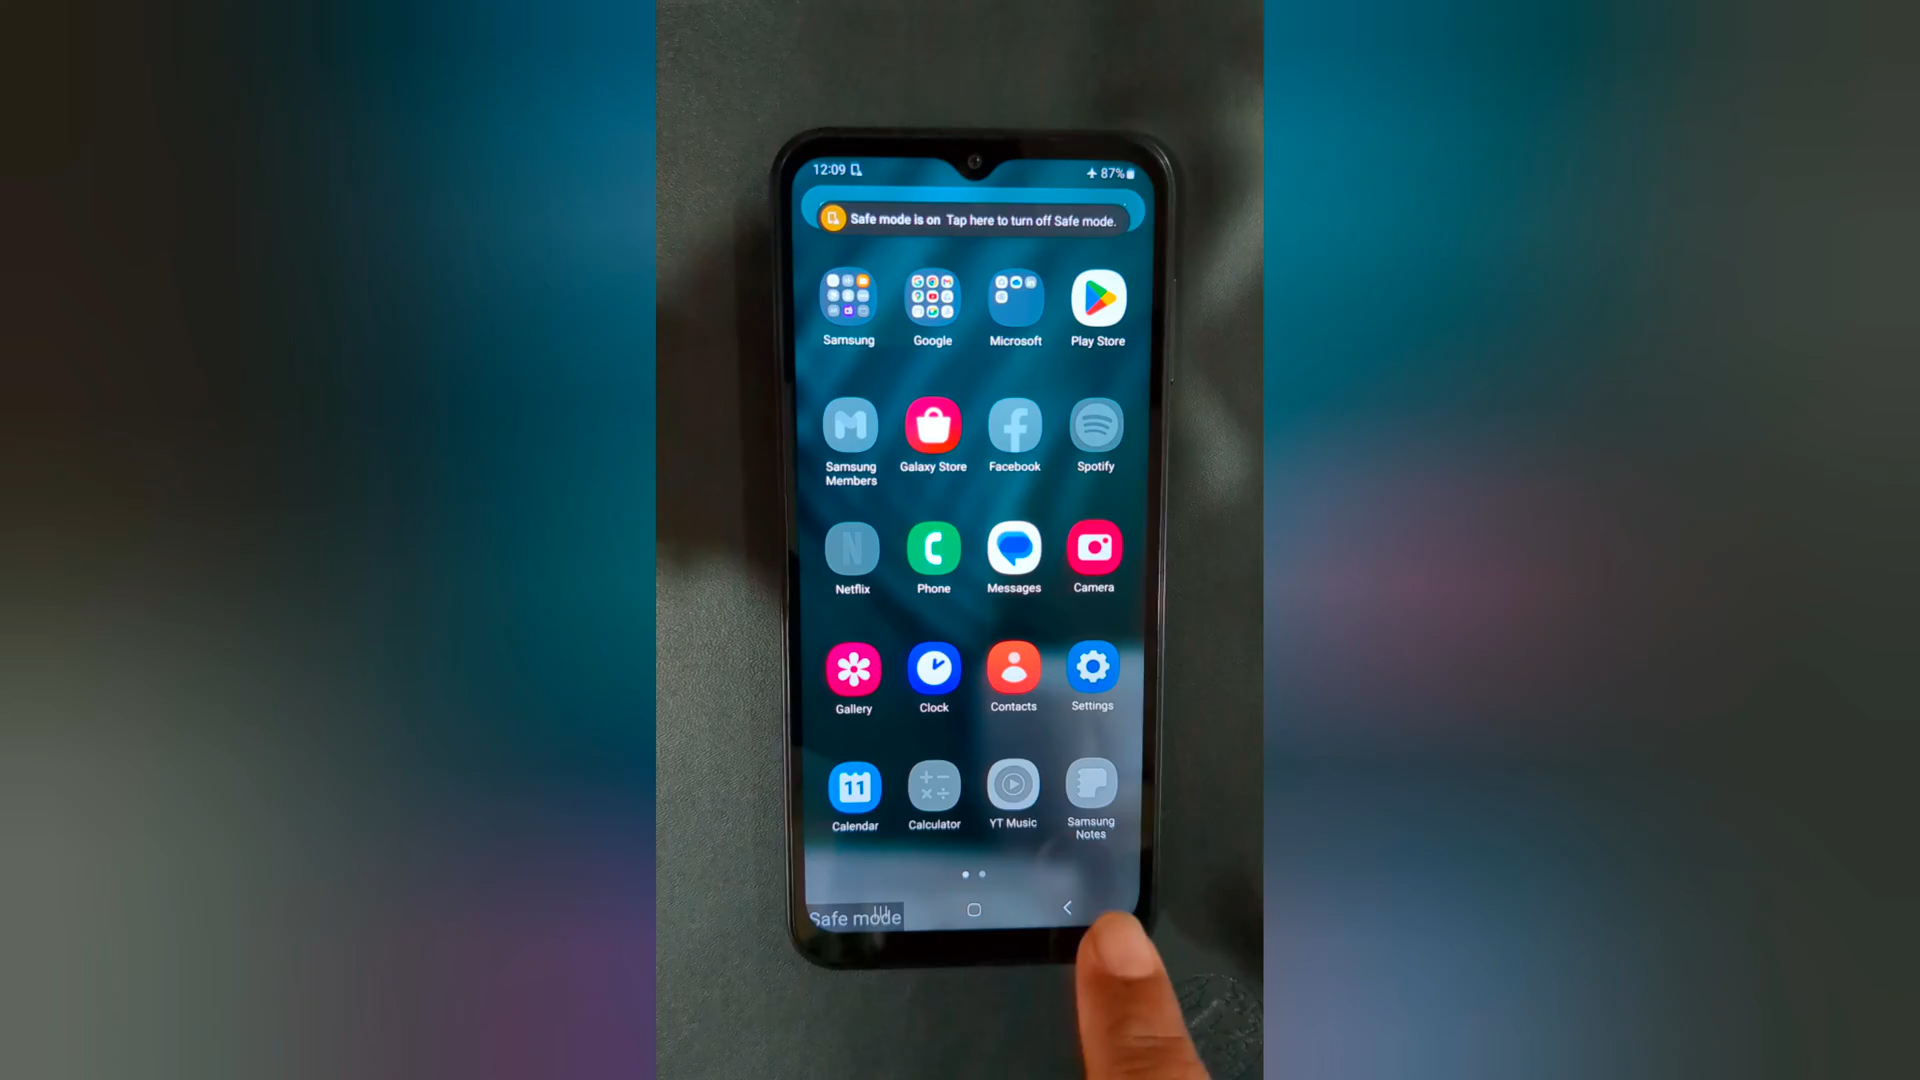 12:09 87%
Safe mode is on Tap here to turn off Safe mode.
Samsung Google Microsoft Play Store
Samsung Members Galaxy Store Facebook Spotify
Netflix Phone Messages Camera
Gallery Clock Contacts Settings
11
Calendar Calculator YT Music Samsung Notes
Safe mode